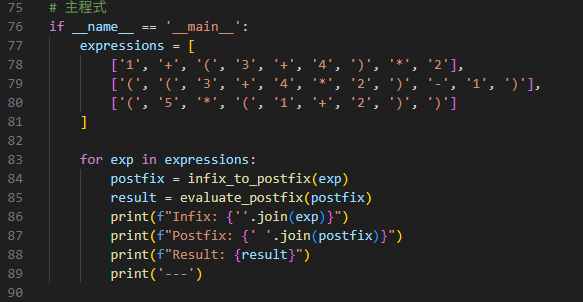 75 # 主程式
76 if __name__ == '__main__':
77     expressions = [
78         ['1', '+', '(', '3', '+', '4', ')', '*', '2'],
79         ['(', '(', '3', '+', '4', '*', '2', ')', '-', '1', ')'],
80         ['(', '5', '*', '(', '1', '+', '2', ')', ')']
81     ]
82
83     for exp in expressions:
84         postfix = infix_to_postfix(exp)
85         result = evaluate_postfix(postfix)
86         print(f"Infix: {''.join(exp)}")
87         print(f"Postfix: {' '.join(postfix)}")
88         print(f"Result: {result}")
89         print('---')
90